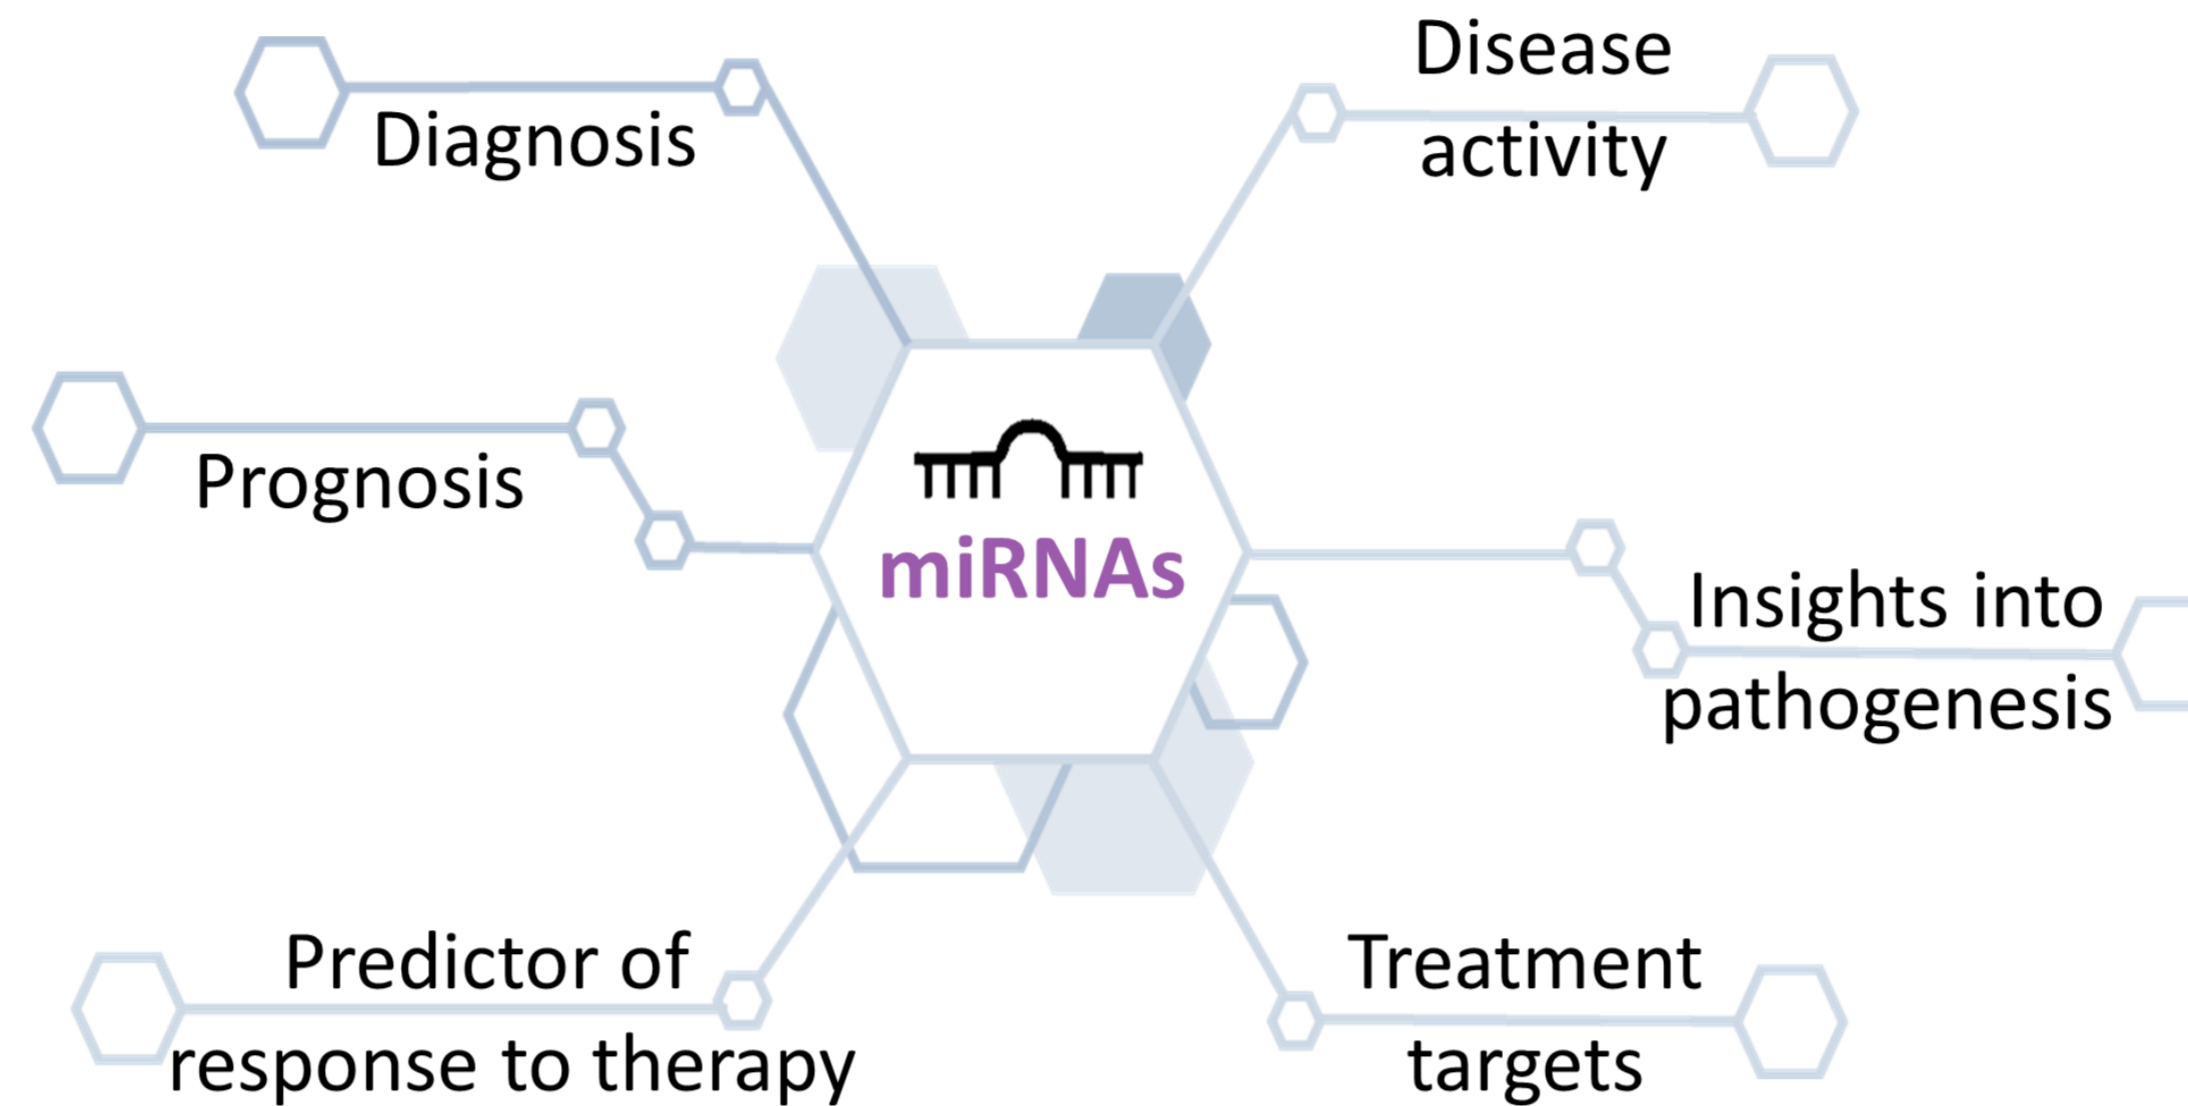 Diagnosis
Disease
activity
Prognosis
miRNAs
Insights into
pathogenesis
Predictor of
response to therapy
Treatment
targets